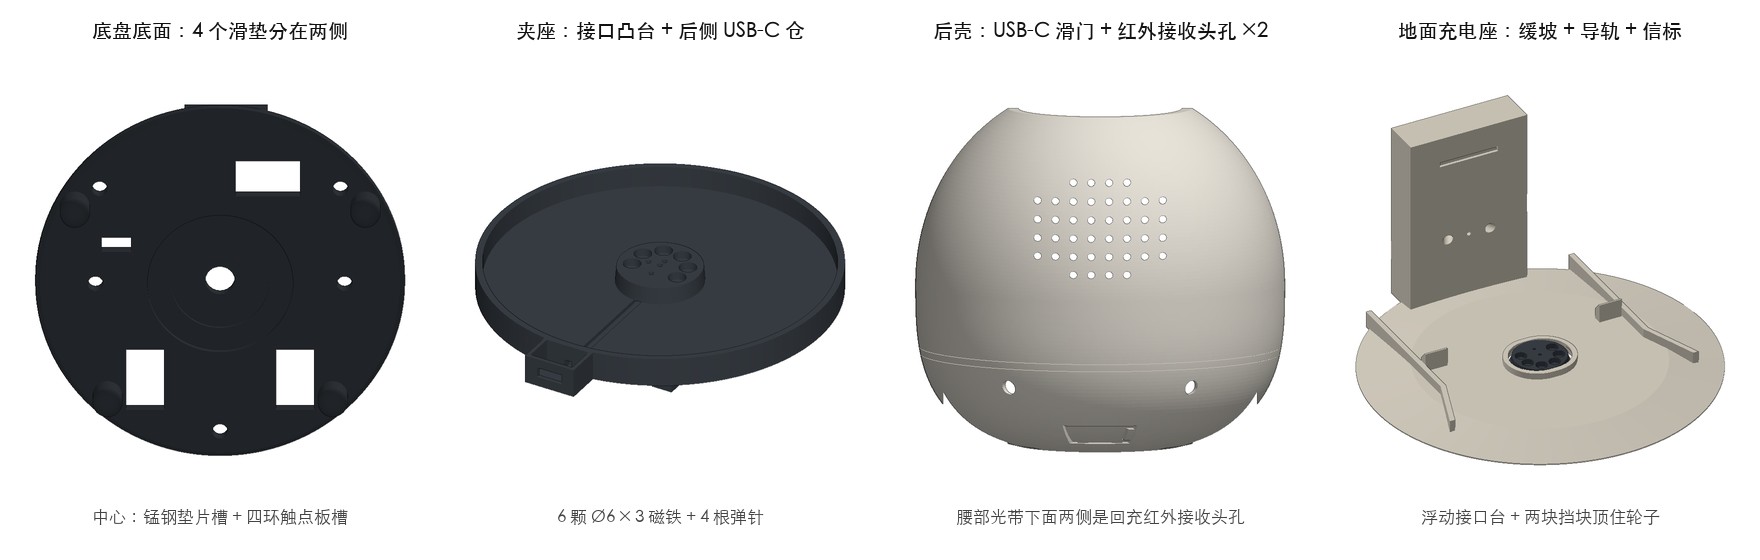 底盘底面：4 个滑垫分在两侧
夹座：接口凸台 + 后侧 USB-C 仓
后壳：USB-C 滑门 + 红外接收头孔 ×2
地面充电座：缓坡 + 导轨 + 信标
中心：锰钢垫片槽 + 四环触点板槽
6 颗 Ø6×3 磁铁 + 4 根弹针
腰部光带下面两侧是回充红外接收头孔
浮动接口台 + 两块挡块顶住轮子